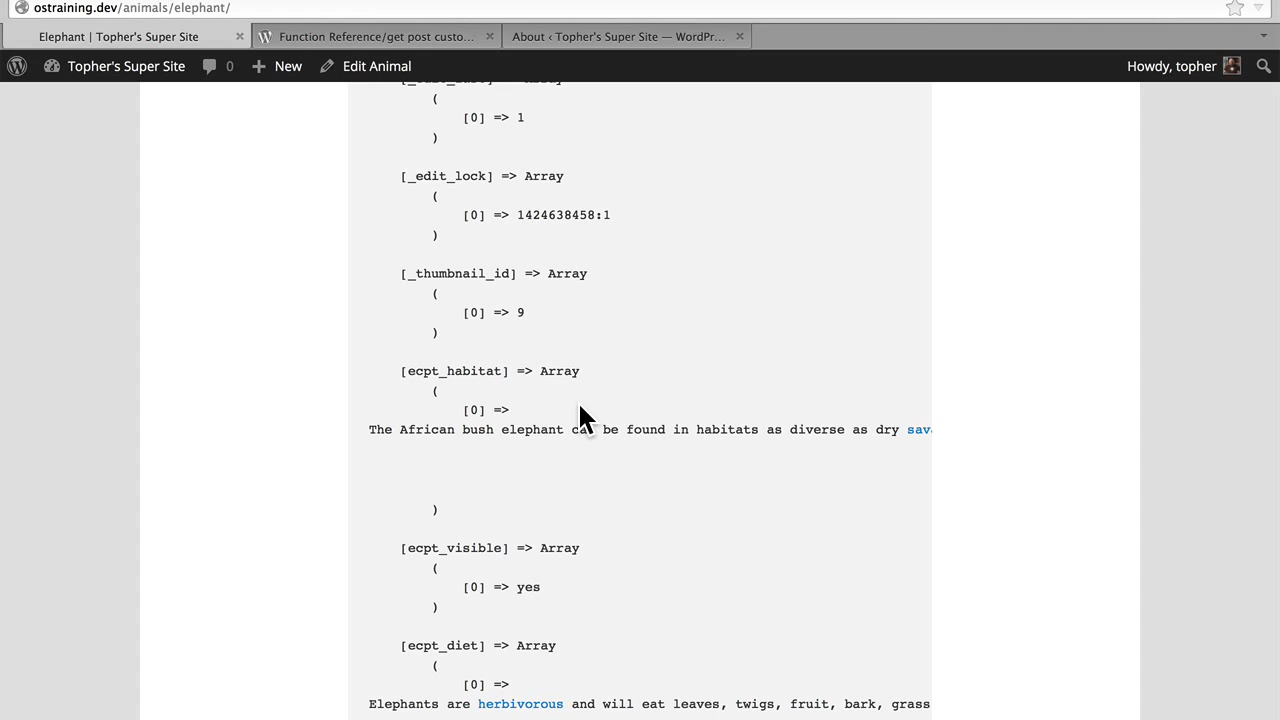 ostraining.dev/animals/elephant/
Elephant | Topher's Super Site × Function Reference/get post custo... × About ‹ Topher's Super Site — WordPr... ×
Topher's Super Site 0 + New Edit Animal Howdy, topher
(
[0] => 1
)
[_edit_lock] => Array
(
[0] => 1424638458:1
)
[_thumbnail_id] => Array
(
[0] => 9
)
[ecpt_habitat] => Array
(
[0] =>
The African bush elephant can be found in habitats as diverse as dry sav
)
[ecpt_visible] => Array
(
[0] => yes
)
[ecpt_diet] => Array
(
[0] =>
Elephants are herbivorous and will eat leaves, twigs, fruit, bark, grass